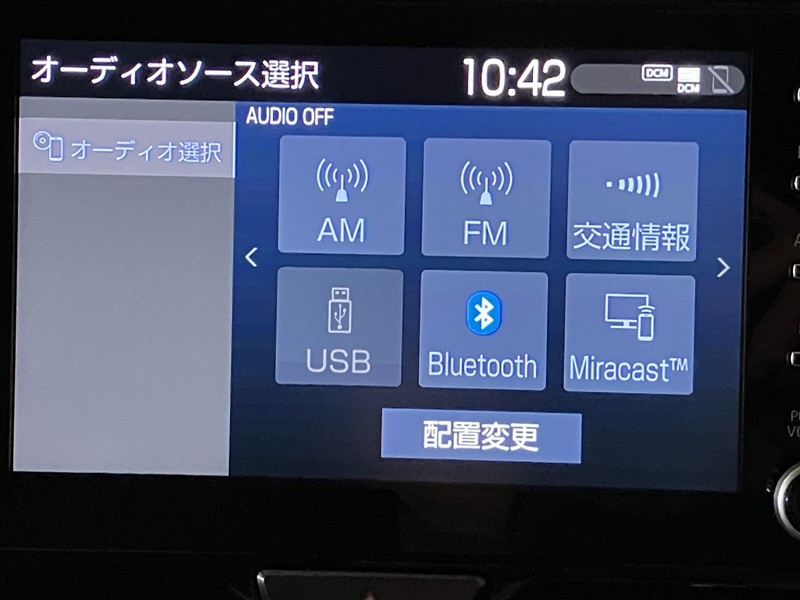 オーディオソース選択
10:42
DCM
DCM
AUDIO OFF
オーディオ選択
AM
FM
交通情報
USB
Bluetooth
Miracast™
配置変更